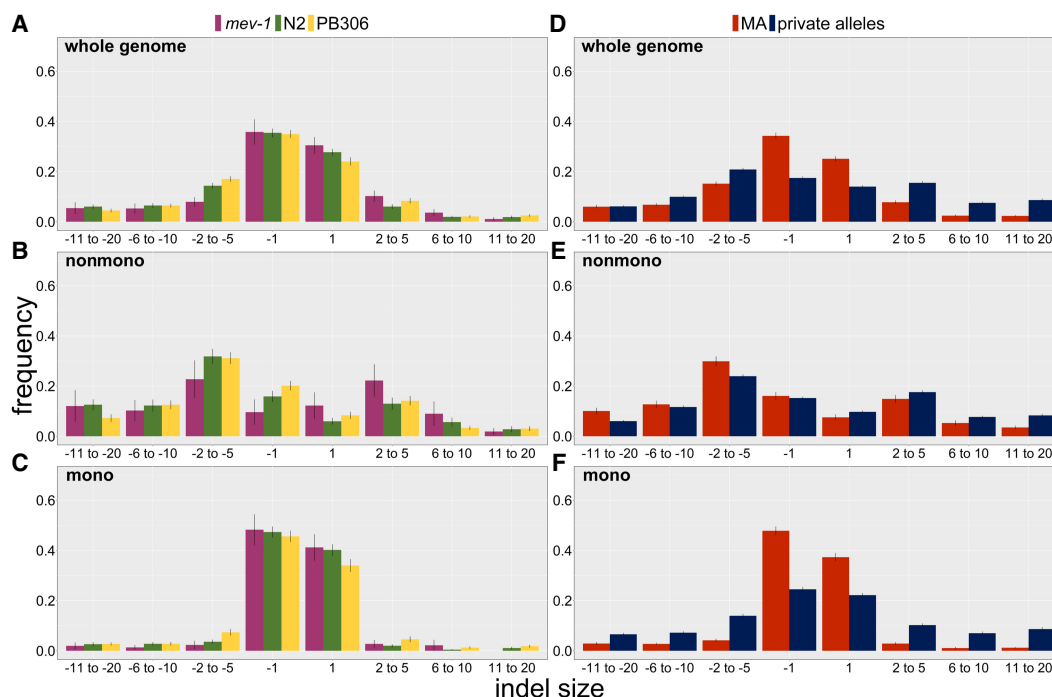 A mev-1 N2 PB306
whole genome
0.6
0.4
0.2
0.0
-11 to -20 -6 to -10 -2 to -5 -1 1 2 to 5 6 to 10 11 to 20
B
nonmono
0.6
0.4
0.2
0.0
-11 to -20 -6 to -10 -2 to -5 -1 1 2 to 5 6 to 10 11 to 20
C
mono
0.6
0.4
0.2
0.0
-11 to -20 -6 to -10 -2 to -5 -1 1 2 to 5 6 to 10 11 to 20
frequency
D MA private alleles
whole genome
0.6
0.4
0.2
0.0
-11 to -20 -6 to -10 -2 to -5 -1 1 2 to 5 6 to 10 11 to 20
E
nonmono
0.6
0.4
0.2
0.0
-11 to -20 -6 to -10 -2 to -5 -1 1 2 to 5 6 to 10 11 to 20
F
mono
0.6
0.4
0.2
0.0
-11 to -20 -6 to -10 -2 to -5 -1 1 2 to 5 6 to 10 11 to 20
indel size